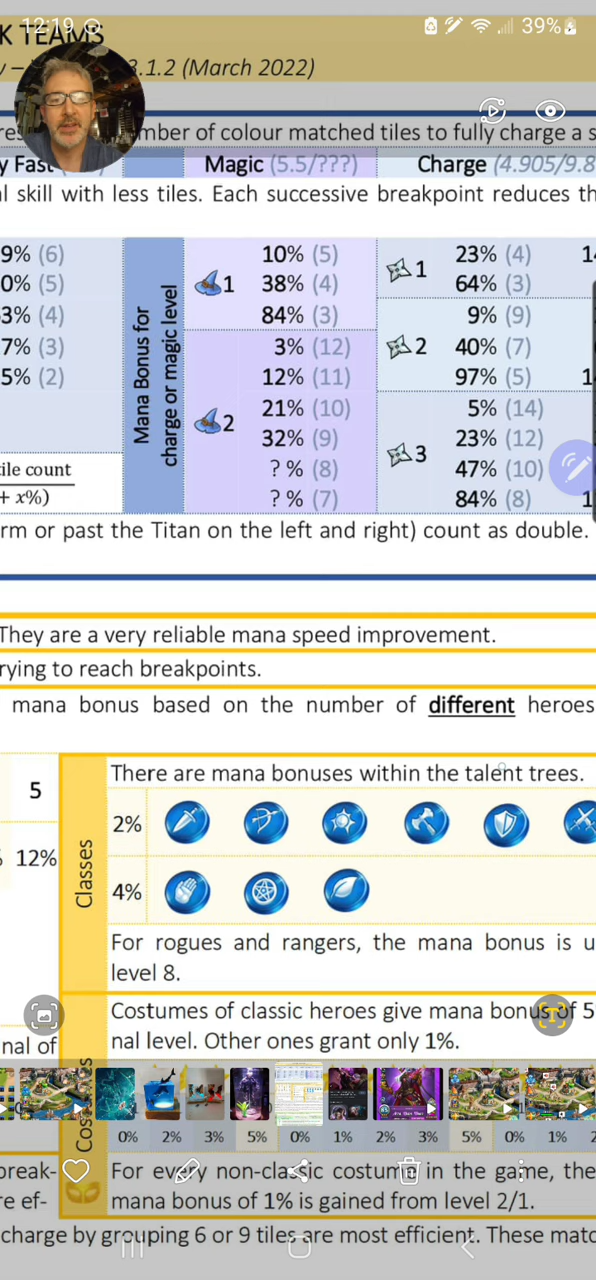 12:19
39%
K TEAMS
3.1.2 (March 2022)
mber of colour matched tiles to fully charge a s
y Fast
Magic (5.5/???)
Charge (4.905/9.8
al skill with less tiles. Each successive breakpoint reduces th
9% (6)
0% (5)
3% (4)
7% (3)
5% (2)
Mana Bonus for
charge or magic level
1
10% (5)
38% (4)
84% (3)
2
3% (12)
12% (11)
21% (10)
32% (9)
? % (8)
? % (7)
1
23% (4)
64% (3)
2
9% (9)
40% (7)
97% (5)
3
5% (14)
23% (12)
47% (10)
84% (8)
1
1
1
tile count
+ x%)
rm or past the Titan on the left and right) count as double.
They are a very reliable mana speed improvement.
rying to reach breakpoints.
mana bonus based on the number of different heroes
5
12%
Classes
There are mana bonuses within the talent trees.
2%
4%
For rogues and rangers, the mana bonus is u
level 8.
Costumes of classic heroes give mana bonus of 5
nal level. Other ones grant only 1%.
nal of
0% 2% 3% 5% 0% 1% 2% 3% 5% 0% 1% 2
break-
re ef-
For every non-classic costume in the game, the
mana bonus of 1% is gained from level 2/1.
charge by grouping 6 or 9 tiles are most efficient. These matc